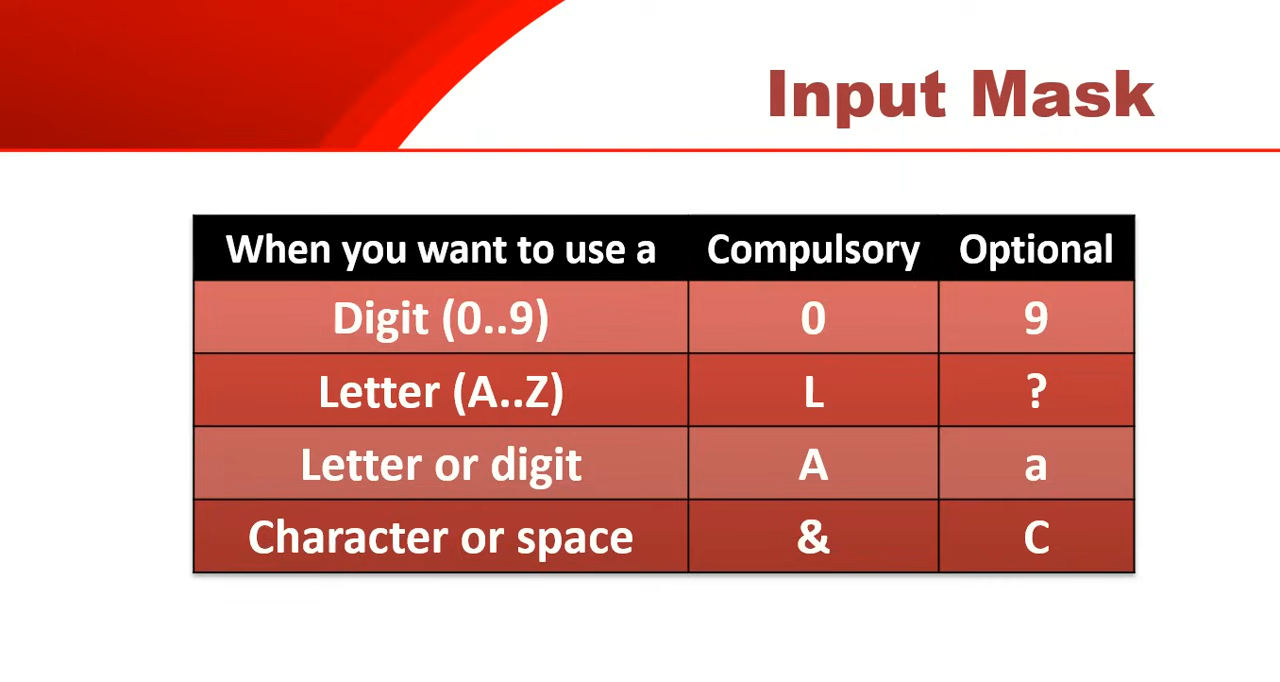 Input Mask
When you want to use a Compulsory Optional
Digit (0..9) 0 9
Letter (A..Z) L ?
Letter or digit A a
Character or space & C